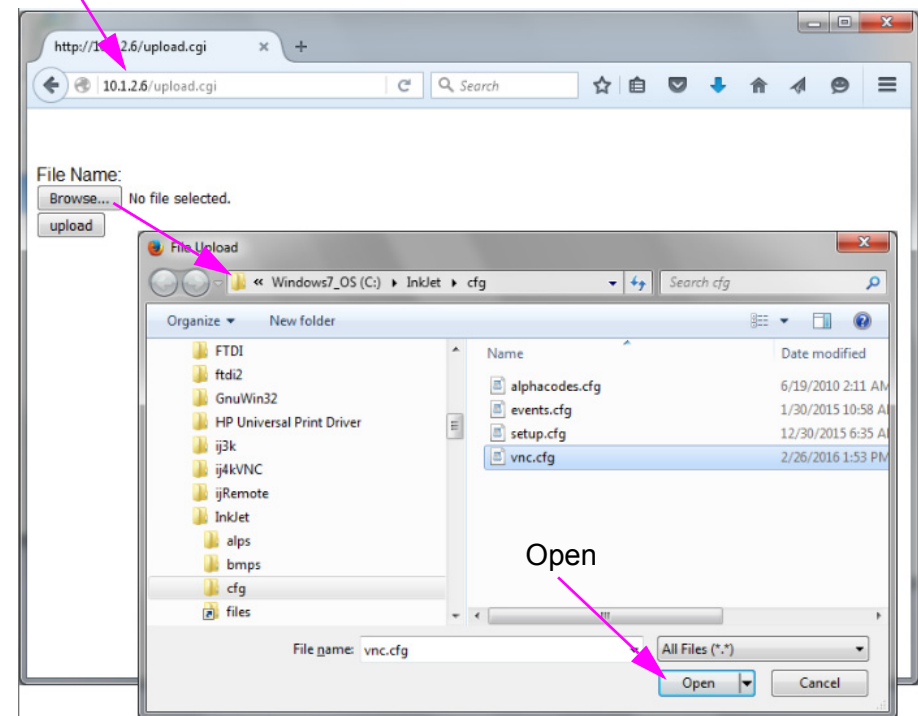 http://10.1.2.6/upload.cgi
10.1.2.6/upload.cgi
Search
File Name:
Browse... No file selected.
upload
File Upload
« Windows7_OS (C:) InkJet cfg
Search cfg
Organize New folder
FTDI
ftdi2
GnuWin32
HP Universal Print Driver
ij3k
ij4kVNC
ijRemote
InkJet
alps
bmps
cfg
files
Name Date modified
alphacodes.cfg 6/19/2010 2:11 AM
events.cfg 1/30/2015 10:58 A
setup.cfg 12/30/2015 6:35 A
vnc.cfg 2/26/2016 1:53 PM
Open
File name: vnc.cfg All Files (*.*)
Open Cancel